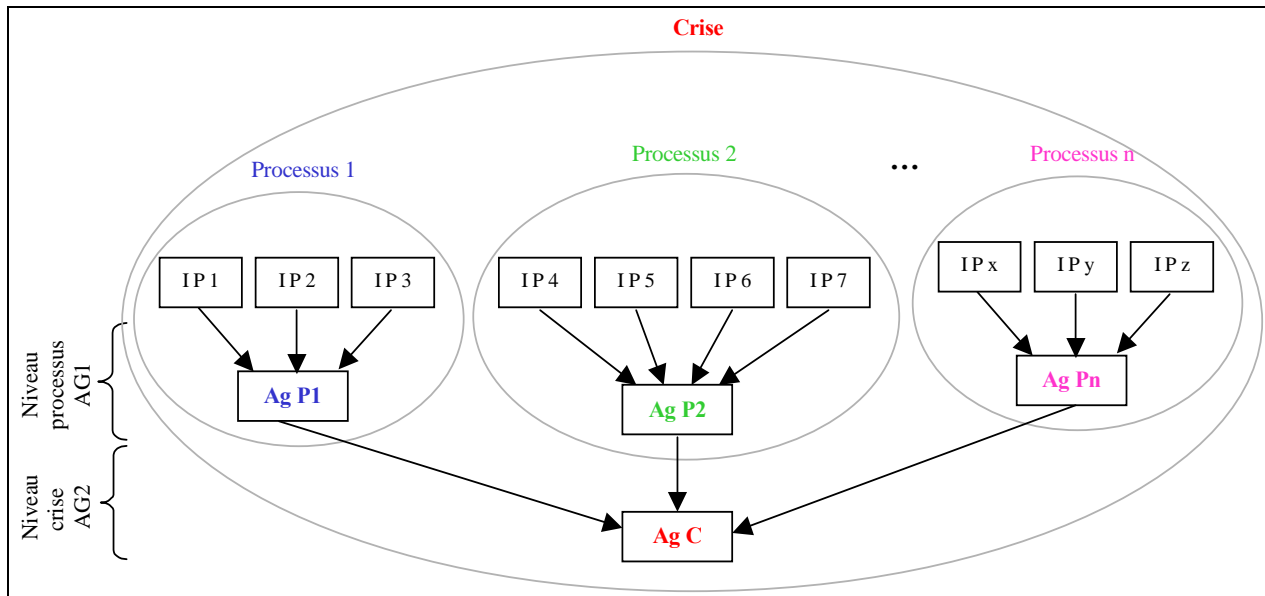 Crise
Processus 1
Processus 2
...
Processus n
IP1
IP2
IP3
IP4
IP5
IP6
IP7
IPx
IPy
IPz
Niveau
processus
AG1
Ag P1
Ag P2
Ag Pn
Niveau
crise
AG2
Ag C